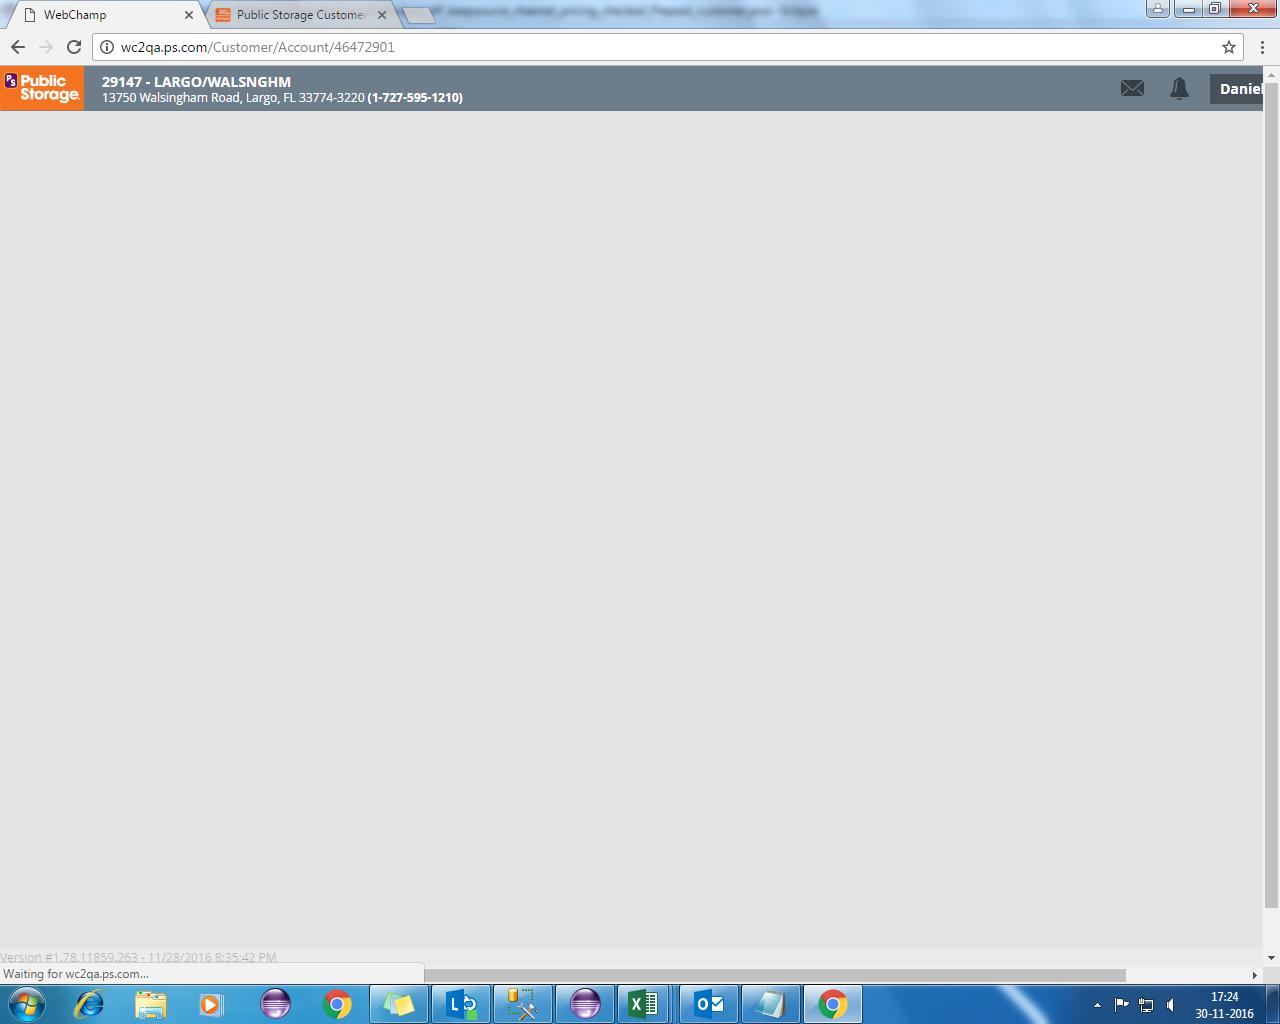 WebChamp
Public Storage Customer
wc2qa.ps.com/Customer/Account/46472901
PS Public
Storage.
29147 - LARGO/WALSNGHM
13750 Walsingham Road, Largo, FL 33774-3220 (1-727-595-1210)
Daniel
Version #1.78.11859.263 - 11/28/2016 8:35:42 PM
Waiting for wc2qa.ps.com...
17:24
30-11-2016